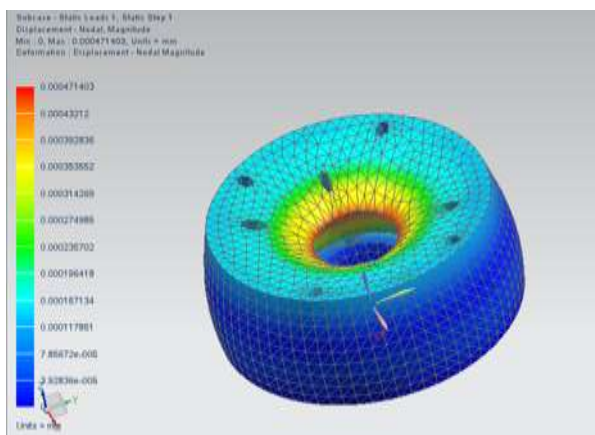 Subcase - Static Loads 1, Static Step 1
Displacement - Nodal, Magnitude
Min : 0, Max : 0.000471403, Units = mm
Deformation : Displacement - Nodal Magnitude
0.000471403
0.00043212
0.000392836
0.000353552
0.000314269
0.000274985
0.000235702
0.000196418
0.000157134
0.000117851
7.85672e-005
3.92836e-005
Y
Units = mm